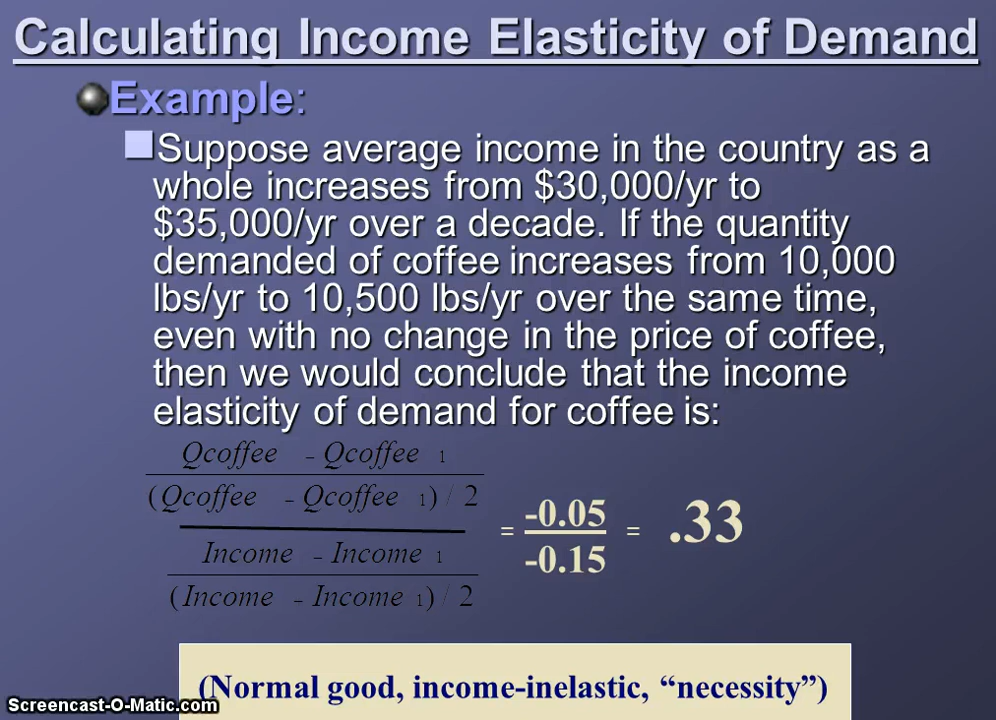 Calculating Income Elasticity of Demand
Example:
Suppose average income in the country as a
whole increases from $30,000/yr to
$35,000/yr over a decade. If the quantity
demanded of coffee increases from 10,000
lbs/yr to 10,500 lbs/yr over the same time,
even with no change in the price of coffee,
then we would conclude that the income
elasticity of demand for coffee is:
Qcoffee – Qcoffee 1
(Qcoffee – Qcoffee 1) / 2
Income – Income 1
(Income – Income 1) / 2
= -0.05 = .33
-0.15
(Normal good, income-inelastic, “necessity”)
Screencast-O-Matic.com